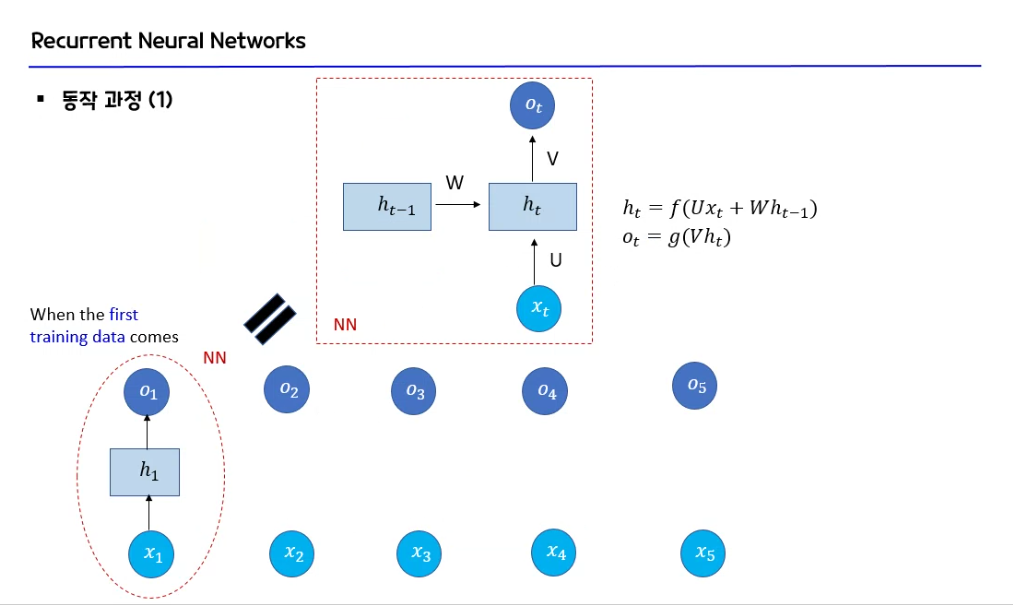 Recurrent Neural Networks
▪ 동작 과정 (1)
o_t
V
W
h_{t−1}
h_t
h_t = f(Ux_t + Wh_{t−1})
o_t = g(Vh_t)
U
x_t
NN
When the first
training data comes
NN
o_1 o_2 o_3 o_4 o_5
h_1
x_1 x_2 x_3 x_4 x_5